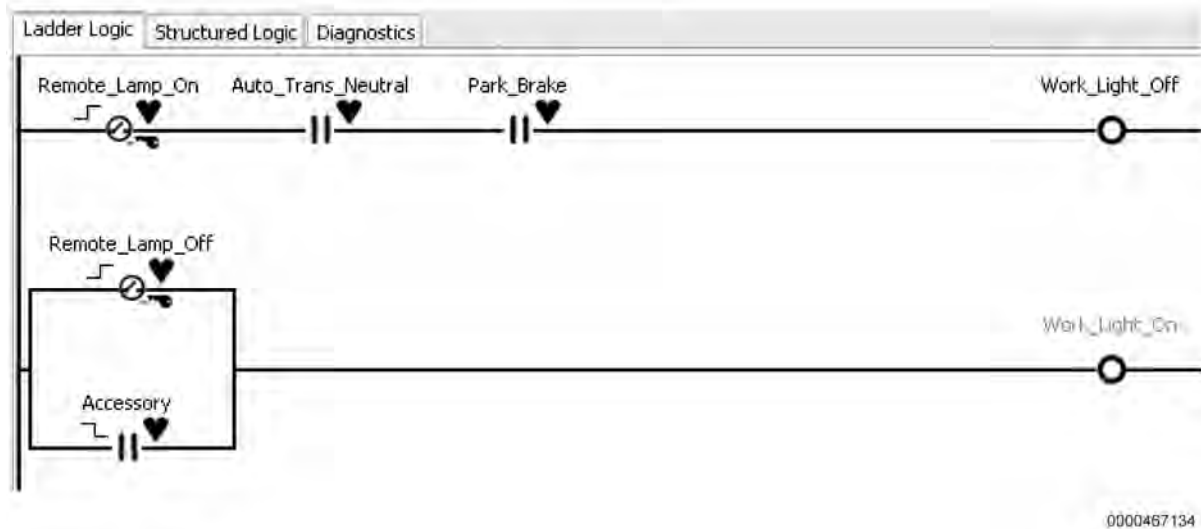 Ladder Logic Structured Logic Diagnostics
Remote_Lamp_On Auto_Trans_Neutral Park_Brake Work_Light_Off
Remote_Lamp_Off
Work_Light_On
Accessory
0000467134